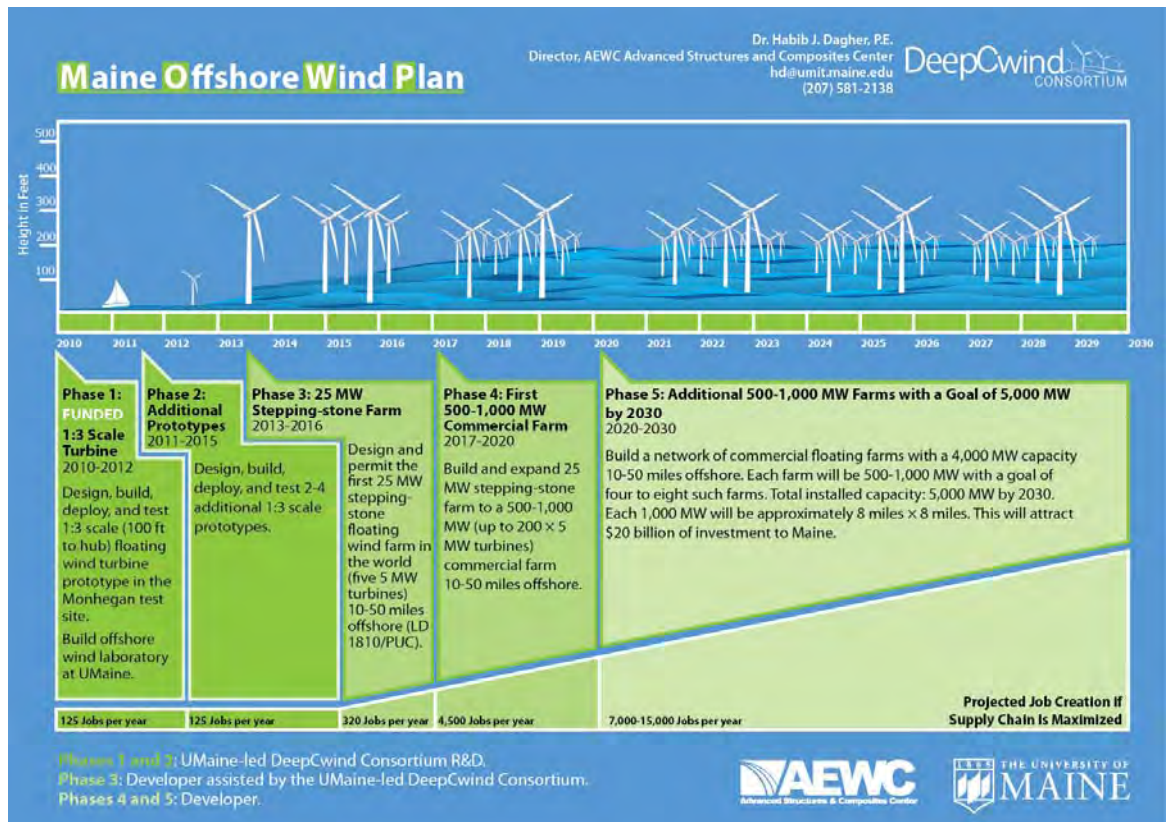 Maine Offshore Wind Plan
Dr. Habib J. Dagher, P.E.
Director, AEWC Advanced Structures and Composites Center
hd@umit.maine.edu
(207) 581-2138
DeepCwind
CONSORTIUM
Height in Feet
500
400
300
200
100
2010 2011 2012 2013 2014 2015 2016 2017 2018 2019 2020 2021 2022 2023 2024 2025 2026 2027 2028 2029 2030
Phase 1:
FUNDED
1:3 Scale
Turbine
2010-2012
Design, build,
deploy, and test
1:3 scale (100 ft
to hub) floating
wind turbine
prototype in the
Monhegan test
site.
Build offshore
wind laboratory
at UMaine.
Phase 2:
Additional
Prototypes
2011-2015
Design, build,
deploy, and test 2-4
additional 1:3 scale
prototypes.
Phase 3: 25 MW
Stepping-stone Farm
2013-2016
Design and
permit the
first 25 MW
stepping-
stone
floating
wind farm in
the world
(five 5 MW
turbines)
10-50 miles
offshore (LD
1810/PUC).
Phase 4: First
500-1,000 MW
Commercial Farm
2017-2020
Build and expand 25
MW stepping-stone
farm to a 500-1,000
MW (up to 200 × 5
MW turbines)
commercial farm
10-50 miles offshore.
Phase 5: Additional 500-1,000 MW Farms with a Goal of 5,000 MW
by 2030
2020-2030
Build a network of commercial floating farms with a 4,000 MW capacity
10-50 miles offshore. Each farm will be 500-1,000 MW with a goal of
four to eight such farms. Total installed capacity: 5,000 MW by 2030.
Each 1,000 MW will be approximately 8 miles × 8 miles. This will attract
$20 billion of investment to Maine.
Projected Job Creation if
Supply Chain is Maximized
125 Jobs per year
125 Jobs per year
320 Jobs per year
4,500 Jobs per year
7,000-15,000 Jobs per year
Phases 1 and 2: UMaine-led DeepCwind Consortium R&D.
Phase 3: Developer assisted by the UMaine-led DeepCwind Consortium.
Phases 4 and 5: Developer.
AEWC
Advanced Structures & Composites Center
1865 THE UNIVERSITY OF
MAINE